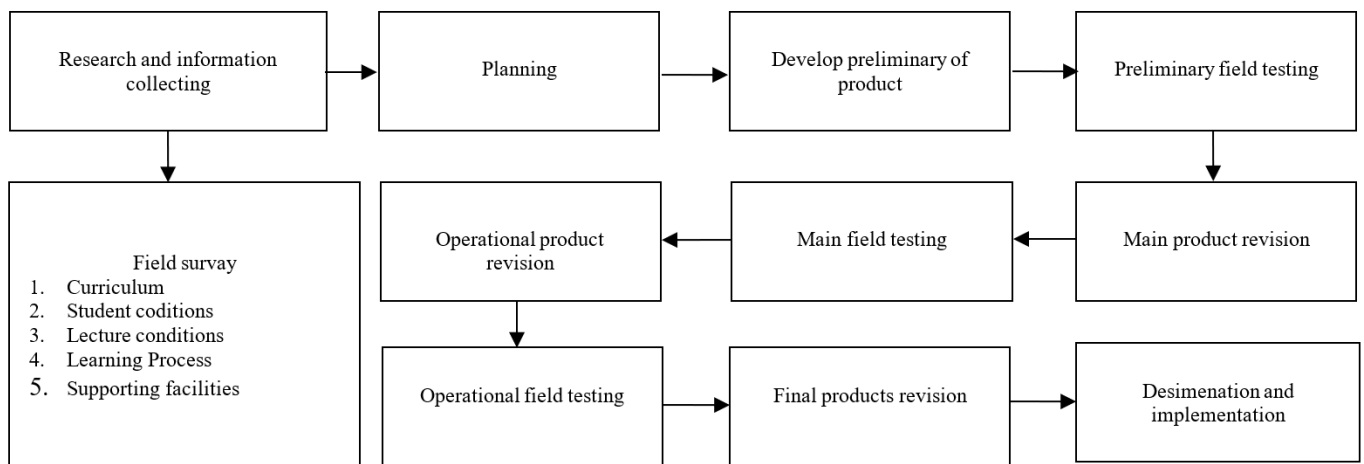 Research and information
collecting
Planning
Develop preliminary of
product
Preliminary field testing
Field survay
1. Curriculum
2. Student coditions
3. Lecture conditions
4. Learning Process
5. Supporting facilities
Operational product
revision
Main field testing
Main product revision
Operational field testing
Final products revision
Desimenation and
implementation